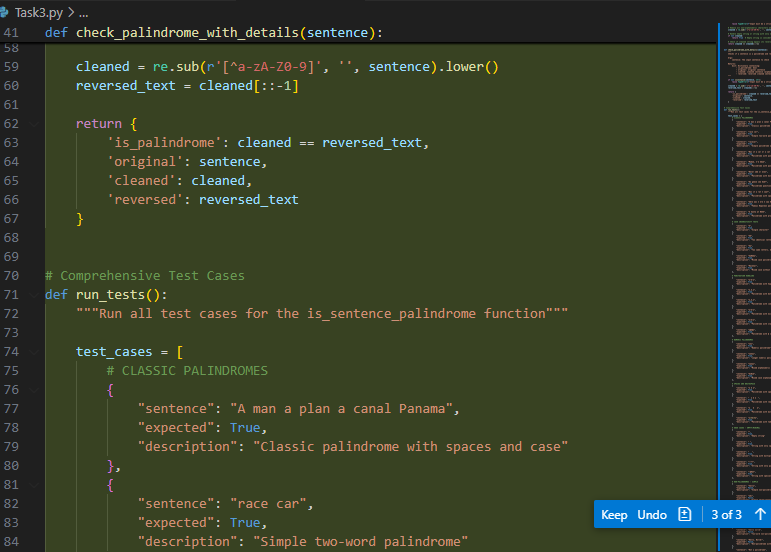 Task3.py > ...
41 def check_palindrome_with_details(sentence):
58
59 cleaned = re.sub(r'[^a-zA-Z0-9]', '', sentence).lower()
60 reversed_text = cleaned[::-1]
61
62 return {
63 'is_palindrome': cleaned == reversed_text,
64 'original': sentence,
65 'cleaned': cleaned,
66 'reversed': reversed_text
67 }
68
69
70 # Comprehensive Test Cases
71 def run_tests():
72 """Run all test cases for the is_sentence_palindrome function"""
73
74 test_cases = [
75 # CLASSIC PALINDROMES
76 {
77 "sentence": "A man a plan a canal Panama",
78 "expected": True,
79 "description": "Classic palindrome with spaces and case"
80 },
81 {
82 "sentence": "race car",
83 "expected": True,
84 "description": "Simple two-word palindrome"
Keep Undo 3 of 3